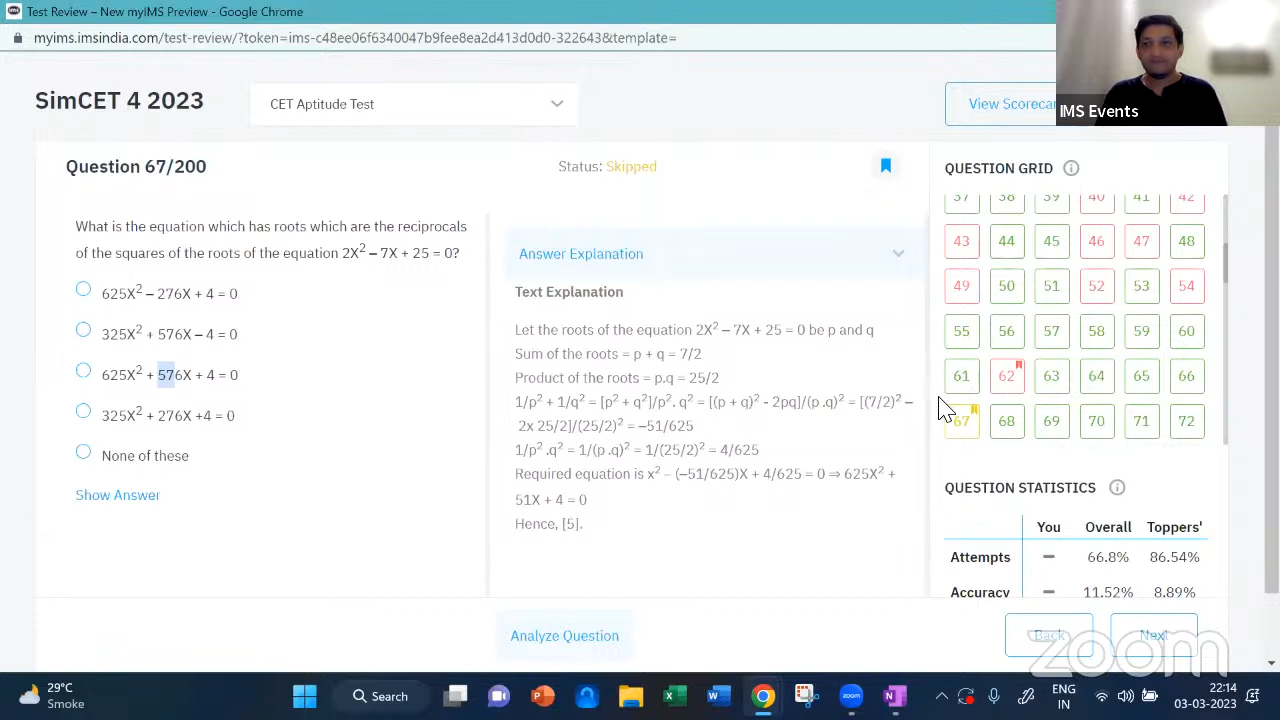 Test Review – New myIMS Preview - Google Chrome
myims.imsindia.com/test-review/?token=ims-c48ee06f6340047b9fee8ea2d413d0d0-322643&template=
IMS Events
SimCET 4 2023
CET Aptitude Test
View Scorecar
Question 67/200
Status: Skipped
What is the equation which has roots which are the reciprocals
of the squares of the roots of the equation 2X² – 7X + 25 = 0?
625X² – 276X + 4 = 0
325X² + 576X – 4 = 0
625X² + 576X + 4 = 0
325X² + 276X +4 = 0
None of these
Show Answer
Answer Explanation
Text Explanation
Let the roots of the equation 2X² – 7X + 25 = 0 be p and q
Sum of the roots = p + q = 7/2
Product of the roots = p.q = 25/2
1/p² + 1/q² = [p² + q²]/p². q² = [(p + q)² - 2pq]/(p .q)² = [(7/2)² –
2x 25/2]/(25/2)² = –51/625
1/p² .q² = 1/(p .q)² = 1/(25/2)² = 4/625
Required equation is x² – (–51/625)X + 4/625 = 0 ⇒ 625X² +
51X + 4 = 0
Hence, [5].
Analyze Question
QUESTION GRID
37 38 39 40 41 42
43 44 45 46 47 48
49 50 51 52 53 54
55 56 57 58 59 60
61 62 63 64 65 66
67 68 69 70 71 72
QUESTION STATISTICS
You Overall Toppers'
Attempts – 66.8% 86.54%
Accuracy – 11.52% 8.89%
Back Next
zoom
29°C
Smoke
Search
zoom
ENG
IN
22:14
03-03-2023